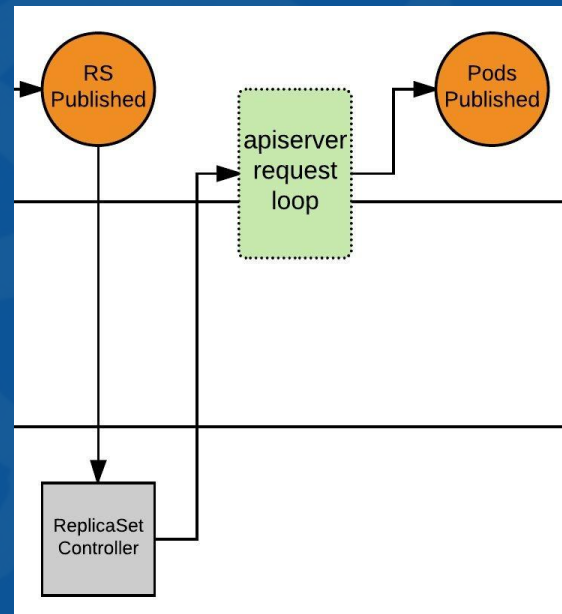 RS
Published
apiserver
request
loop
Pods
Published
ReplicaSet
Controller